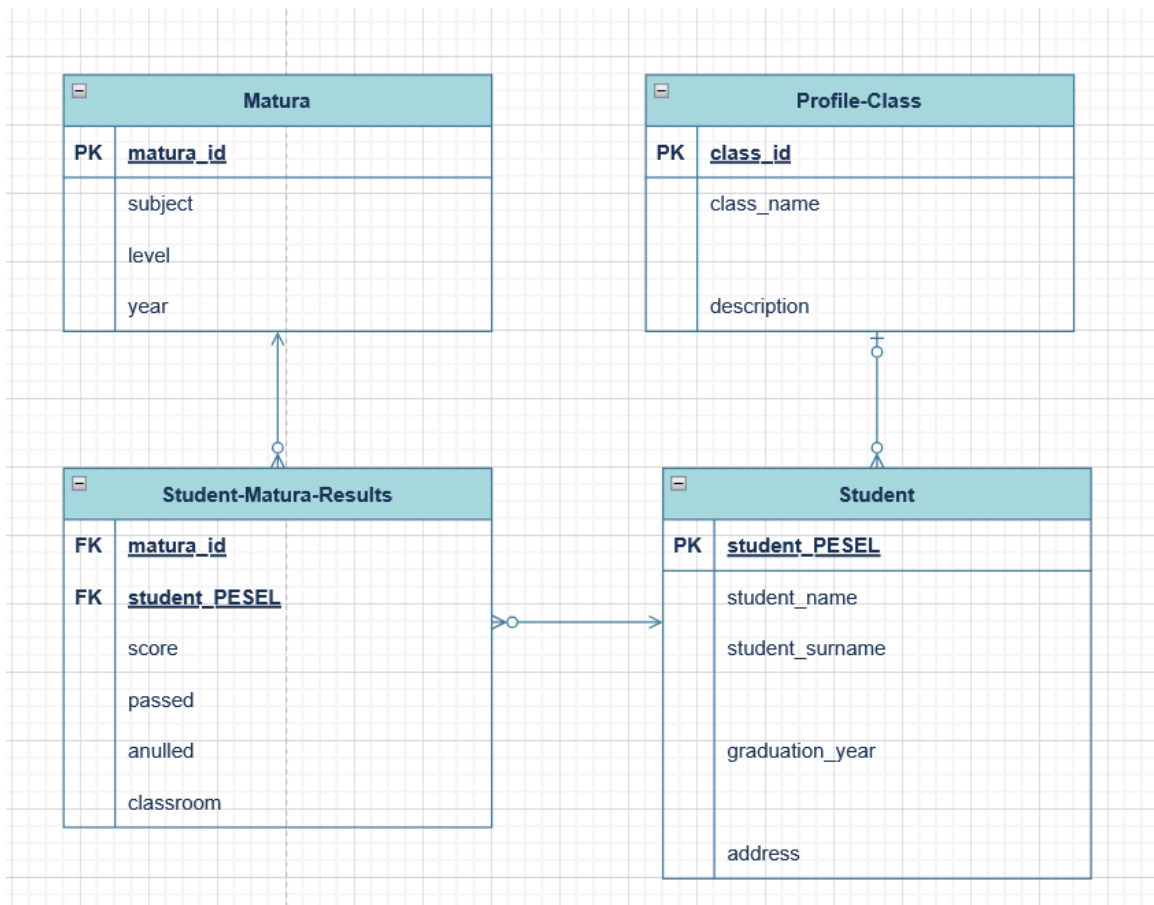 Matura
PK matura_id
subject
level
year
Profile-Class
PK class_id
class_name
description
Student-Matura-Results
FK matura_id
FK student_PESEL
score
passed
anulled
classroom
Student
PK student_PESEL
student_name
student_surname
graduation_year
address